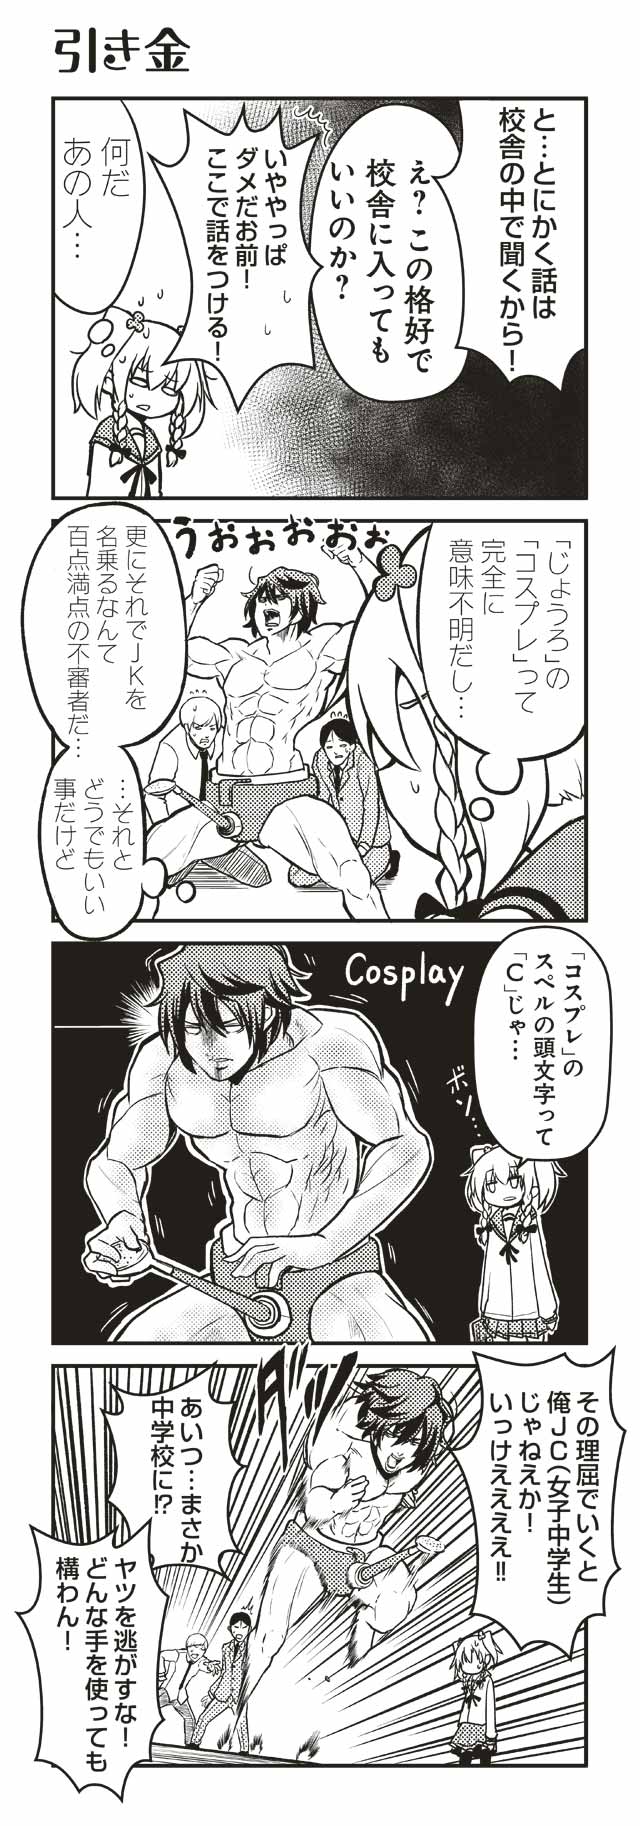 引き金
と…とにかく話は
校舎の中で聞くから！
え？この格好で
校舎に入っても
いいのか？
いややっぱ
ダメだお前！
ここで話をつける！
何だ
あの人…
「じょうろ」の
「コスプレ」って
完全に
意味不明だし…
うぉぉぉぉぉ
更にそれでＪＫを
名乗るなんて
百点満点の不審者だ…
…それと
どうでもいい
事だけど
「コスプレ」の
スペルの頭文字って
「Ｃ」じゃ…
ボソ…
Cosplay
その理屈でいくと
俺ＪＣ（女子中学生）
じゃねえか！
いっけえええええ!!
ダッ
あいつ…まさか
中学校に!?
ヤツを逃がすな！
どんな手を使っても
構わん！